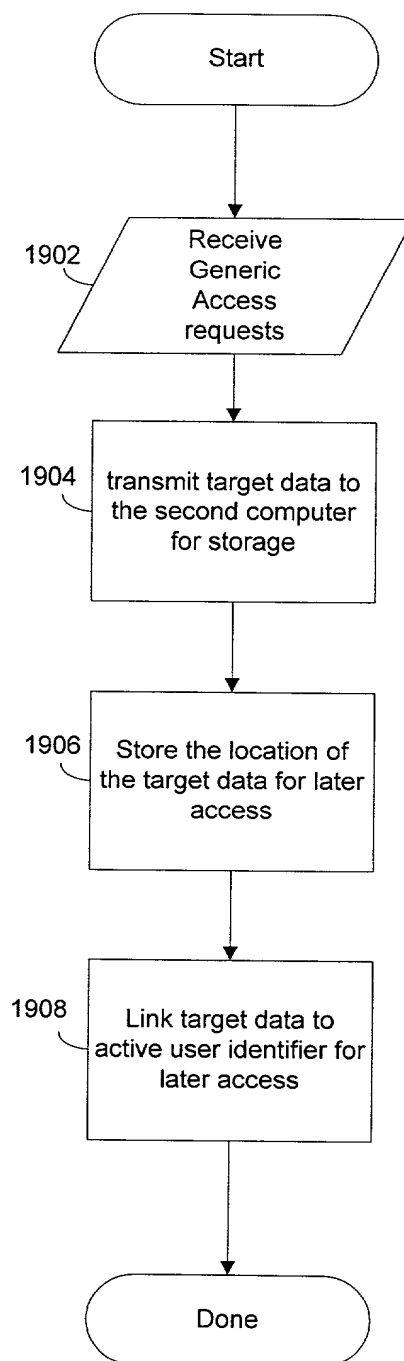 Start
1902
Receive
Generic
Access
requests
1904
transmit target data to
the second computer
for storage
1906
Store the location of
the target data for later
access
1908
Link target data to
active user identifier for
later access
Done